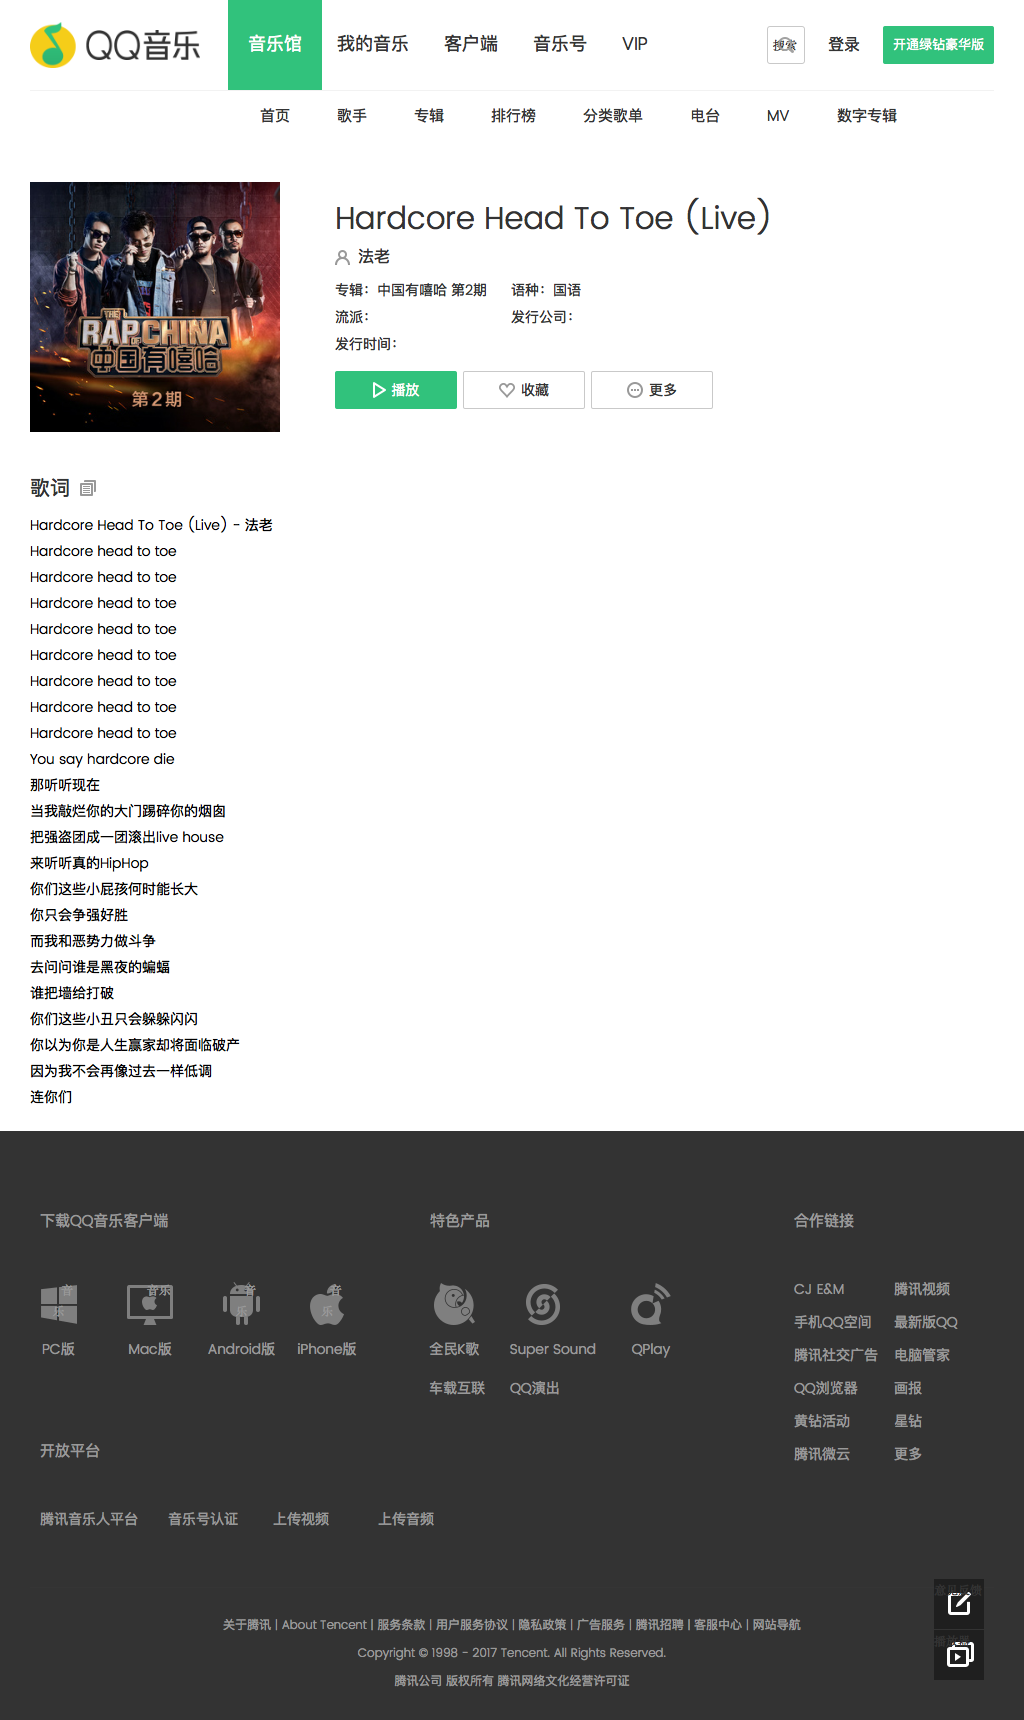 QQ音乐
音乐馆 我的音乐 客户端 音乐号 VIP
搜索 登录 开通绿钻豪华版
首页 歌手 专辑 排行榜 分类歌单 电台 MV 数字专辑
THE
RAP OF CHINA
中国有嘻哈
第2期
Hardcore Head To Toe (Live)
法老
专辑：中国有嘻哈 第2期 语种：国语
流派： 发行公司：
发行时间：
播放 收藏 更多
歌词
Hardcore Head To Toe (Live) - 法老
Hardcore head to toe
Hardcore head to toe
Hardcore head to toe
Hardcore head to toe
Hardcore head to toe
Hardcore head to toe
Hardcore head to toe
Hardcore head to toe
You say hardcore die
那听听现在
当我敲烂你的大门踢碎你的烟囱
把强盗团成一团滚出live house
来听听真的HipHop
你们这些小屁孩何时能长大
你只会争强好胜
而我和恶势力做斗争
去问问谁是黑夜的蝙蝠
谁把墙给打破
你们这些小丑只会躲躲闪闪
你以为你是人生赢家却将面临破产
因为我不会再像过去一样低调
连你们
下载QQ音乐客户端 特色产品 合作链接
音乐 音乐 音乐 音乐
PC版 Mac版 Android版 iPhone版
全民K歌 Super Sound QPlay
车载互联 QQ演出
CJ E&M 腾讯视频
手机QQ空间 最新版QQ
腾讯社交广告 电脑管家
QQ浏览器 画报
黄钻活动 星钻
腾讯微云 更多
开放平台
腾讯音乐人平台 音乐号认证 上传视频 上传音频
关于腾讯 | About Tencent | 服务条款 | 用户服务协议 | 隐私政策 | 广告服务 | 腾讯招聘 | 客服中心 | 网站导航
Copyright © 1998 - 2017 Tencent. All Rights Reserved.
腾讯公司 版权所有 腾讯网络文化经营许可证